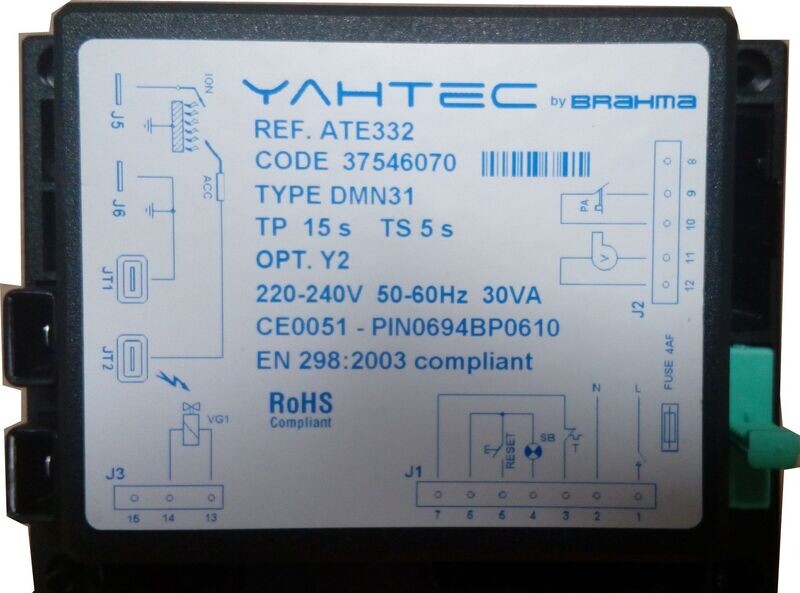 YAHTEC by BRAHMA
REF. ATE332
CODE 37546070
TYPE DMN31
TP 15 s TS 5 s
OPT. Y2
220-240V 50-60Hz 30VA
CE0051 - PIN0694BP0610
EN 298:2003 compliant
RoHS
Compliant
J5
ION
J6
ACC
JT1
JT2
VG1
J3
15 14 13
J1
RESET
SB
T
N
L
7 6 5 4 3 2 1
FUSE 4AF
J2
PA
V
8
9
10
11
12